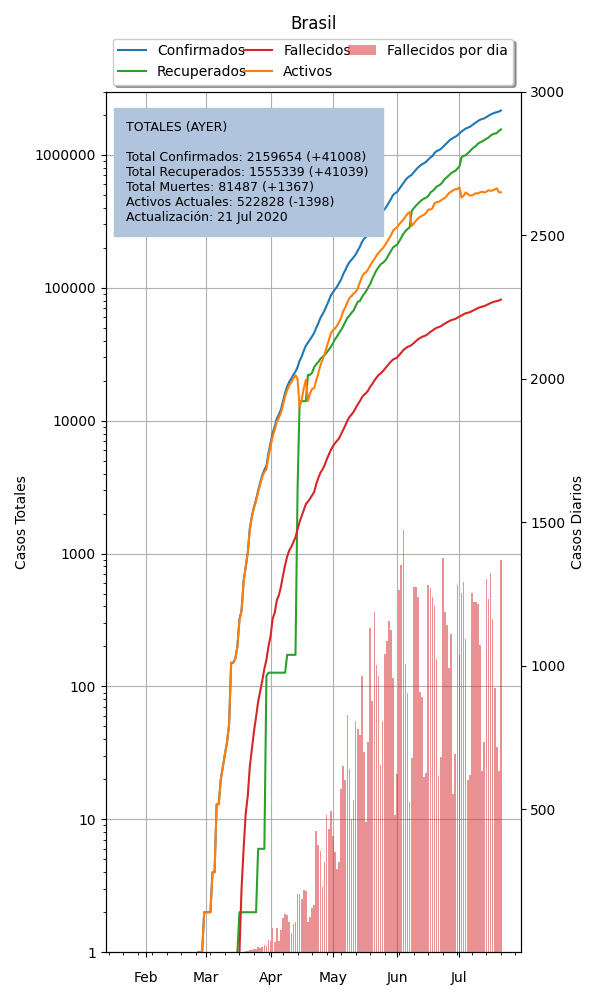 Brasil
Confirmados
Recuperados
Fallecidos
Activos
Fallecidos por dia
TOTALES (AYER)
Total Confirmados: 2159654 (+41008)
Total Recuperados: 1555339 (+41039)
Total Muertes: 81487 (+1367)
Activos Actuales: 522828 (-1398)
Actualización: 21 Jul 2020
Casos Totales
1000000
100000
10000
1000
100
10
1
Casos Diarios
3000
2500
2000
1500
1000
500
Feb
Mar
Apr
May
Jun
Jul